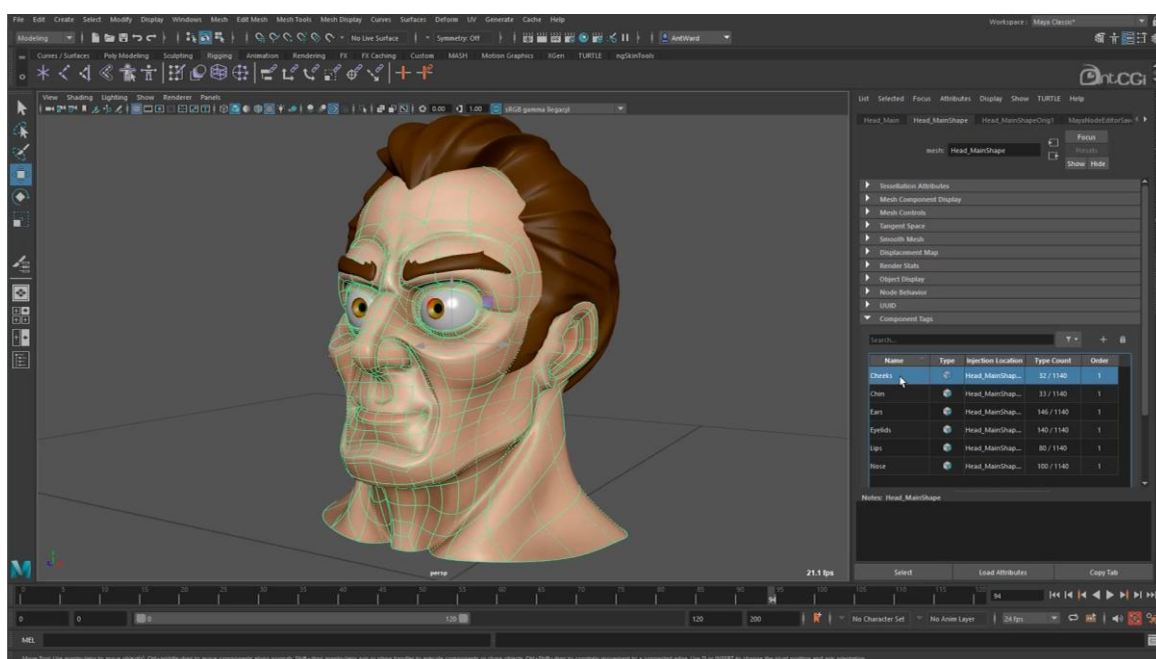 File Edit Create Select Modify Display Windows Mesh Edit Mesh Mesh Tools Mesh Display Curves Surfaces Deform UV Generate Cache Help
Workspace: Maya Classic*
Modeling No Live Surface Symmetry: Off AntWard
Curves / Surfaces Poly Modeling Sculpting Rigging Animation Rendering FX FX Caching Custom MASH Motion Graphics XGen TURTLE ngSkinTools
Ant.CGi
View Shading Lighting Show Renderer Panels
0.00 1.00 sRGB gamma (legacy)
List Selected Focus Attributes Display Show TURTLE Help
Head_Main Head_MainShape Head_MainShapeOrig1 MayaNodeEditorSav
Focus
mesh: Head_MainShape
Presets
Show Hide
Tessellation Attributes
Mesh Component Display
Mesh Controls
Tangent Space
Smooth Mesh
Displacement Map
Render Stats
Object Display
Node Behavior
UUID
Component Tags
Search...
Name Type Injection Location Type Count Order
Cheeks Head_MainShap... 32 / 1140 1
Chin Head_MainShap... 33 / 1140 1
Ears Head_MainShap... 146 / 1140 1
Eyelids Head_MainShap... 140 / 1140 1
Lips Head_MainShap... 80 / 1140 1
Nose Head_MainShap... 100 / 1140 1
Notes: Head_MainShape
persp
21.1 fps
Select Load Attributes Copy Tab
0 5 10 15 20 25 30 35 40 45 50 55 60 65 70 75 80 85 90 94 100 105 110 115 120 94
0 0 0 120 120 200 No Character Set No Anim Layer 24 fps
MEL